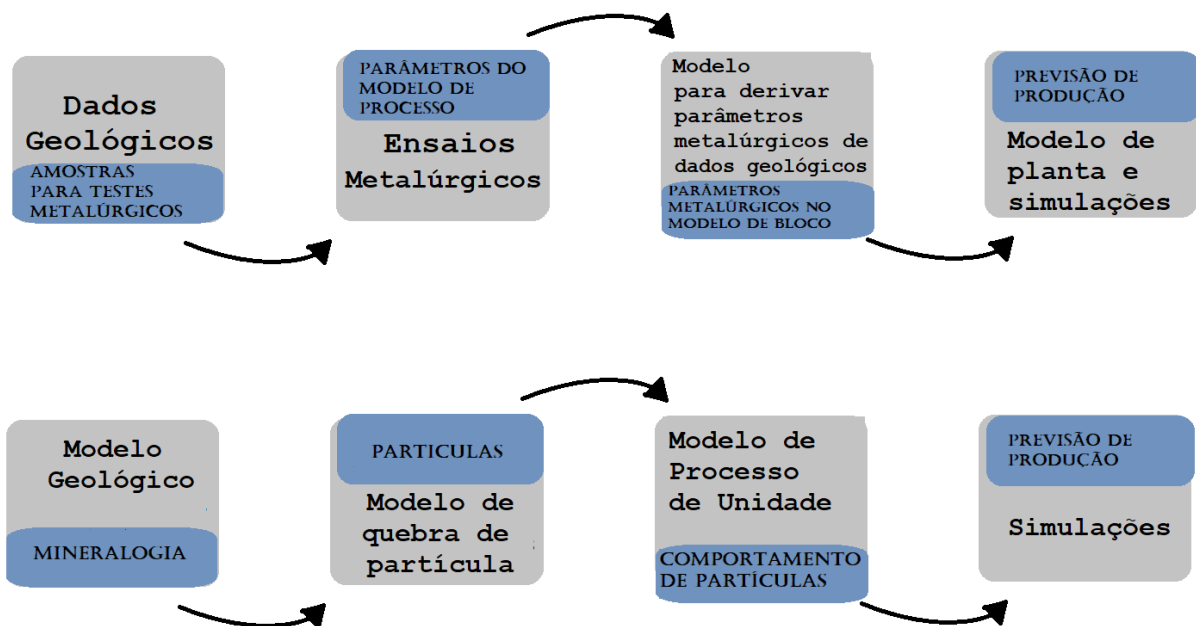 Dados
Geológicos
AMOSTRAS
PARA TESTES
METALÚRGICOS
PARÂMETROS DO
MODELO DE
PROCESSO
Ensaios
Metalúrgicos
Modelo
para derivar
parâmetros
metalúrgicos de
dados geológicos
PARÂMETROS
METALÚRGICOS NO
MODELO DE BLOCO
PREVISÃO DE
PRODUÇÃO
Modelo de
planta e
simulações
Modelo
Geológico
MINERALOGIA
PARTICULAS
Modelo de
quebra de
partícula
Modelo de
Processo
de Unidade
COMPORTAMENTO
DE PARTÍCULAS
PREVISÃO DE
PRODUÇÃO
Simulações